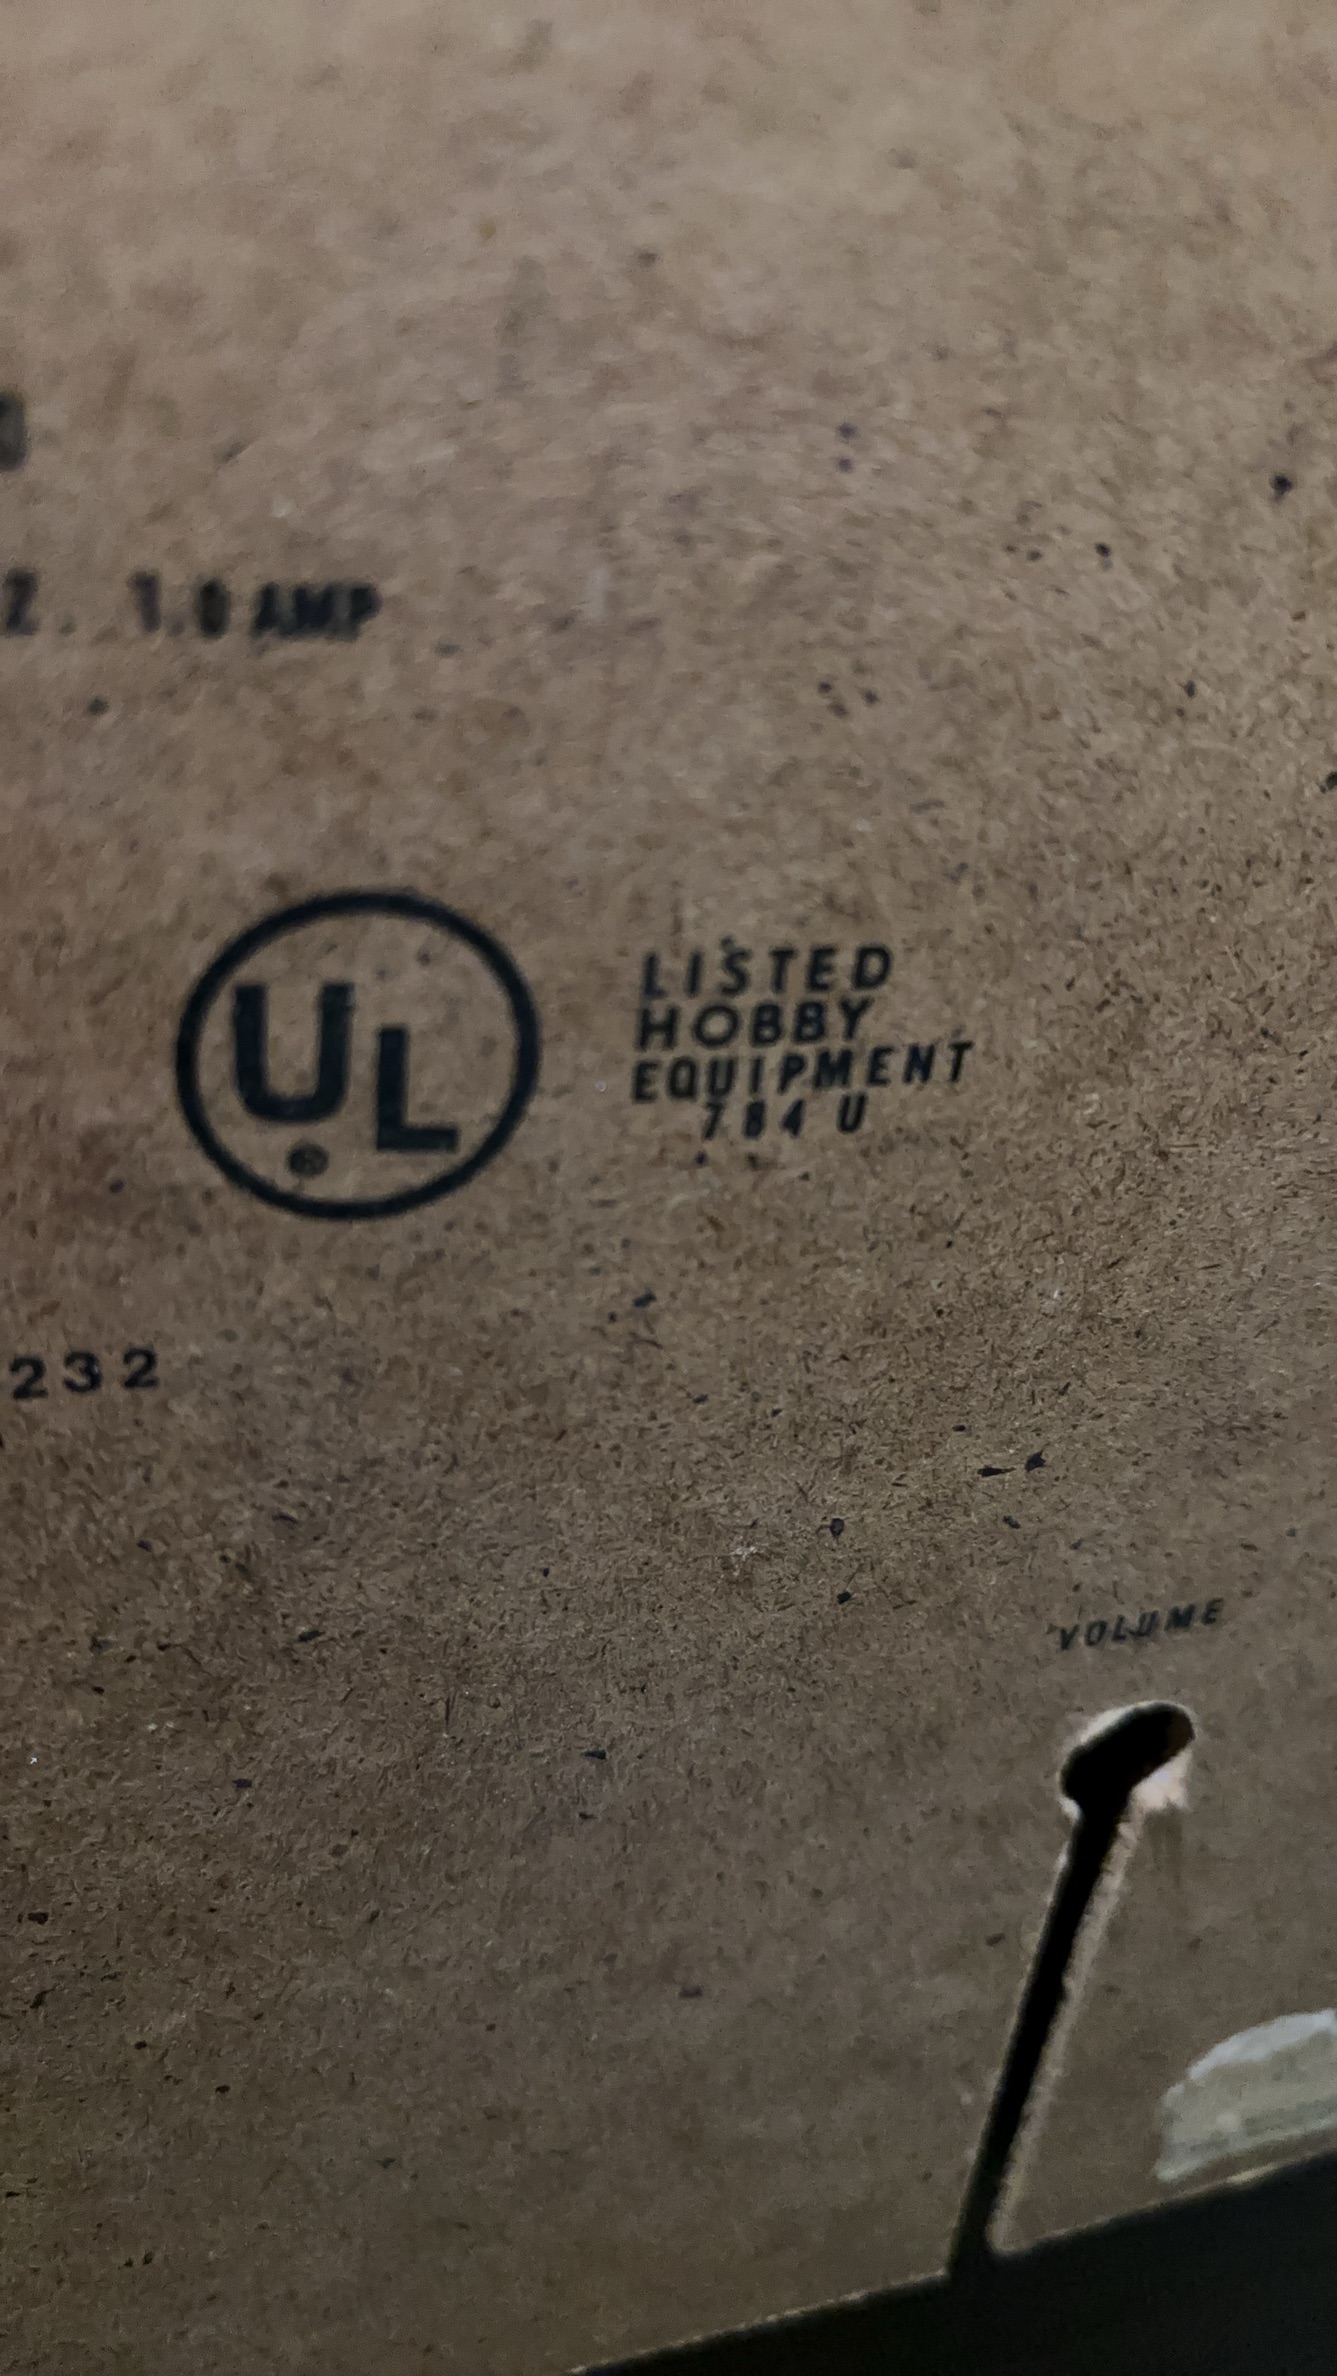 Z. 1.0 AMP
UL
®
LISTED
HOBBY
EQUIPMENT
784 U
232
VOLUME